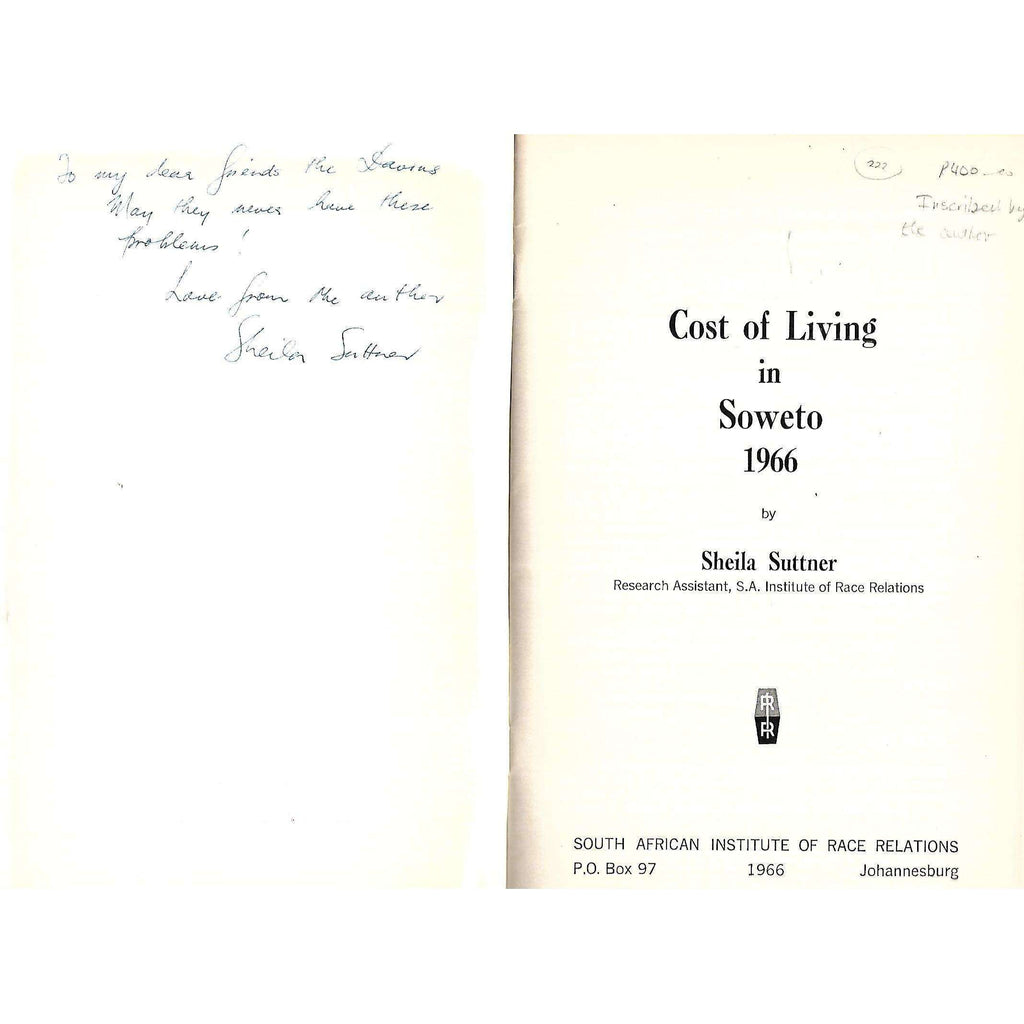 To my dear friends the
May they never have these
problems!
Love from the author
Sheila Suttner
222
P400-00
Inscribed by
the author
Cost of Living
in
Soweto
1966
by
Sheila Suttner
Research Assistant, S.A. Institute of Race Relations
SOUTH AFRICAN INSTITUTE OF RACE RELATIONS
P.O. Box 97 1966 Johannesburg